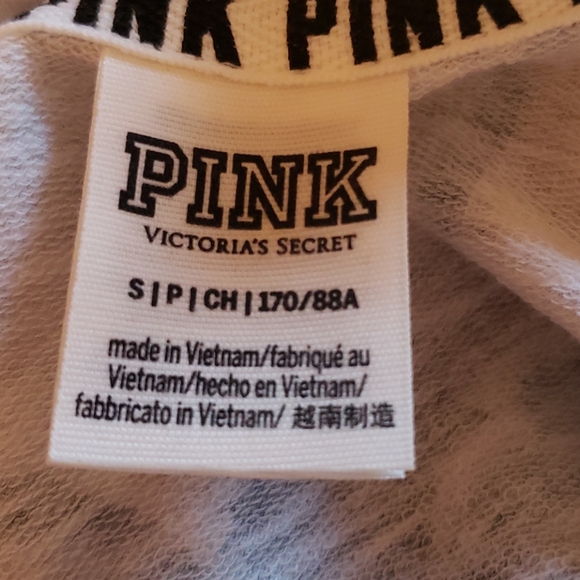 INK PINK
PINK
VICTORIA'S SECRET
S | P | CH | 170/88A
made in Vietnam/fabriqué au
Vietnam/hecho en Vietnam/
fabbricato in Vietnam/ 越南制造